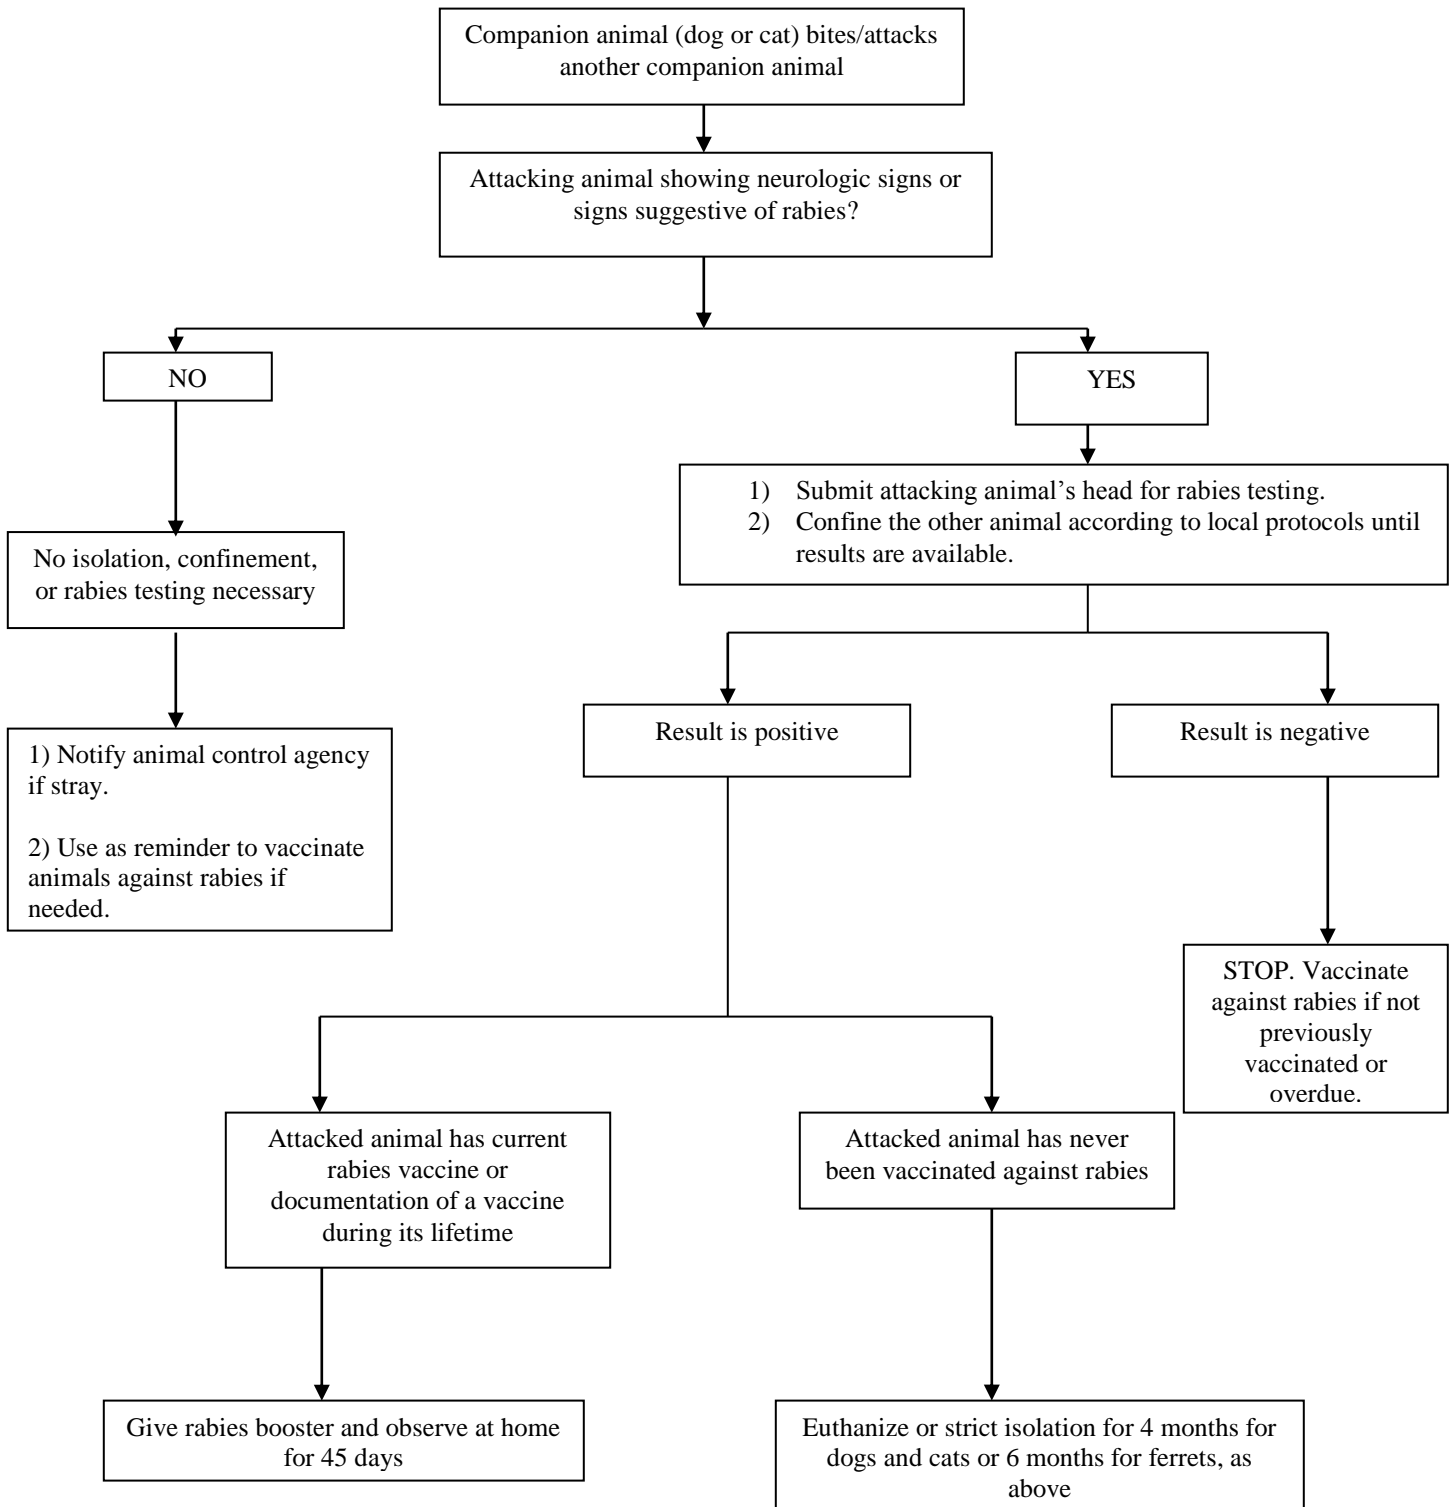 Companion animal (dog or cat) bites/attacks
another companion animal
Attacking animal showing neurologic signs or
signs suggestive of rabies?
NO
YES
No isolation, confinement,
or rabies testing necessary
1) Submit attacking animal’s head for rabies testing.
2) Confine the other animal according to local protocols until
results are available.
1) Notify animal control agency
if stray.
2) Use as reminder to vaccinate
animals against rabies if
needed.
Result is positive
Result is negative
STOP. Vaccinate
against rabies if not
previously
vaccinated or
overdue.
Attacked animal has current
rabies vaccine or
documentation of a vaccine
during its lifetime
Attacked animal has never
been vaccinated against rabies
Give rabies booster and observe at home
for 45 days
Euthanize or strict isolation for 4 months for
dogs and cats or 6 months for ferrets, as
above